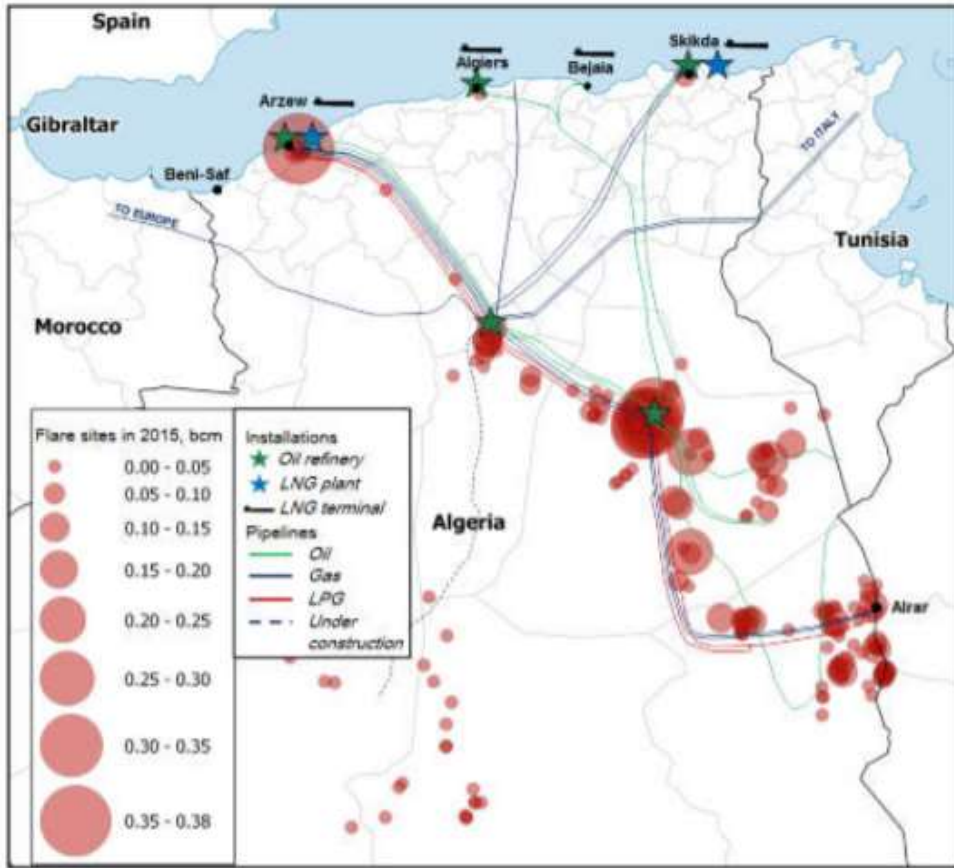 Spain
Skikda
Algiers
Bejaia
Arzew
Gibraltar
Beni-Saf
TO ITALY
TO EUROPE
Tunisia
Morocco
Flare sites in 2015, bcm
0.00 - 0.05
0.05 - 0.10
0.10 - 0.15
0.15 - 0.20
0.20 - 0.25
0.25 - 0.30
0.30 - 0.35
0.35 - 0.38
Installations
Oil refinery
LNG plant
LNG terminal
Pipelines
Oil
Gas
LPG
Under
construction
Algeria
Alrar